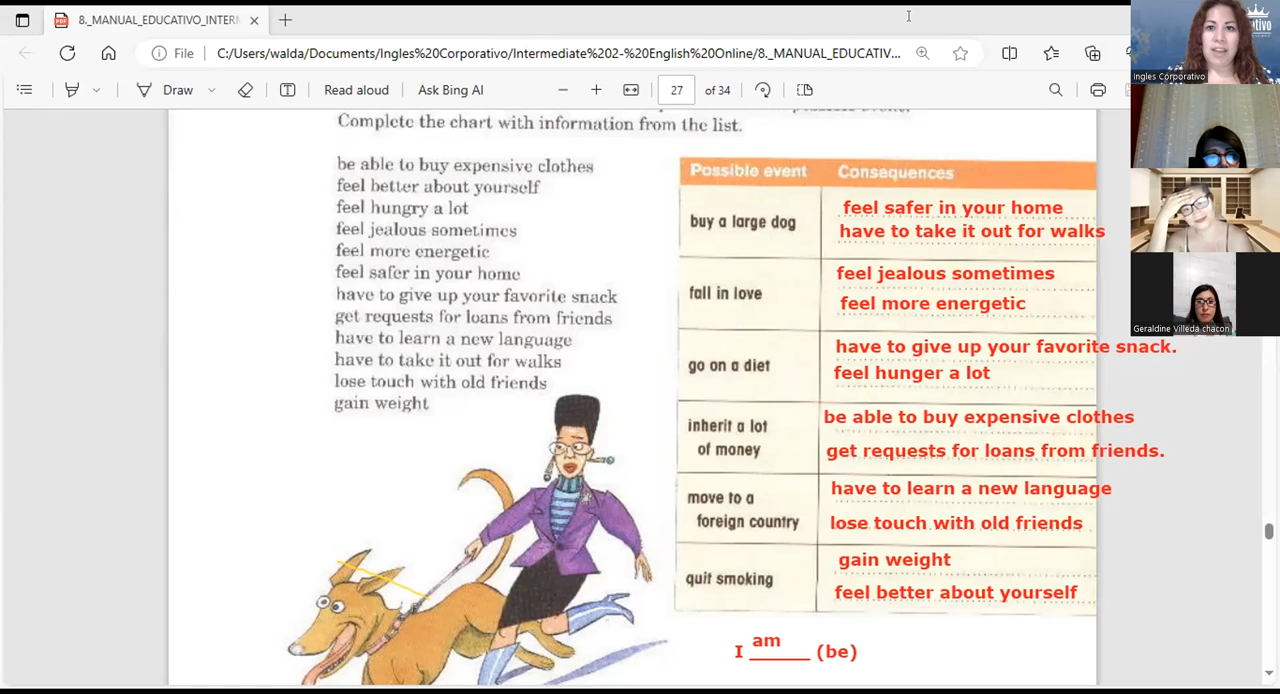 8._MANUAL_EDUCATIVO_INTERM
File
C:/Users/walda/Documents/Ingles%20Corporativo/Intermediate%202-%20English%20Online/8._MANUAL_EDUCATIV...
Draw
Read aloud
Ask Bing AI
27 of 34
Complete the chart with information from the list.
be able to buy expensive clothes
feel better about yourself
feel hungry a lot
feel jealous sometimes
feel more energetic
feel safer in your home
have to give up your favorite snack
get requests for loans from friends
have to learn a new language
have to take it out for walks
lose touch with old friends
gain weight
Possible event Consequences
buy a large dog
feel safer in your home
have to take it out for walks
fall in love
feel jealous sometimes
feel more energetic
go on a diet
have to give up your favorite snack.
feel hunger a lot
inherit a lot
of money
be able to buy expensive clothes
get requests for loans from friends.
move to a
foreign country
have to learn a new language
lose touch with old friends
quit smoking
gain weight
feel better about yourself
I am (be)
Ingles Corporativo
Geraldine Villeda chacon